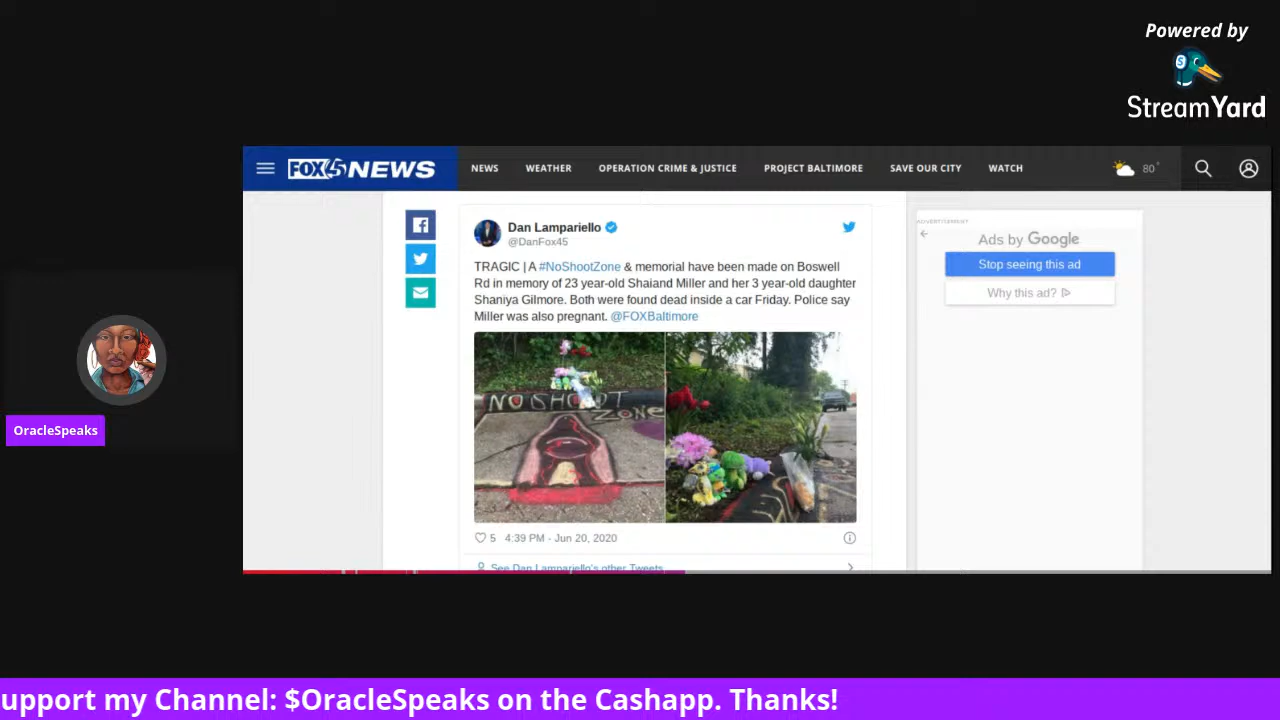 Powered by
StreamYard
FOX 5 NEWS
NEWS
WEATHER
OPERATION CRIME & JUSTICE
PROJECT BALTIMORE
SAVE OUR CITY
WATCH
80°
Dan Lampariello
@DanFox45
TRAGIC | A #NoShootZone & memorial have been made on Boswell
Rd in memory of 23 year-old Shaiand Miller and her 3 year-old daughter
Shaniya Gilmore. Both were found dead inside a car Friday. Police say
Miller was also pregnant. @FOXBaltimore
NO SHOOT
ZONE
5 4:39 PM - Jun 20, 2020
See Dan Lampariello's other Tweets
ADVERTISEMENT
Ads by Google
Stop seeing this ad
Why this ad?
OracleSpeaks
upport my Channel: $OracleSpeaks on the Cashapp. Thanks!